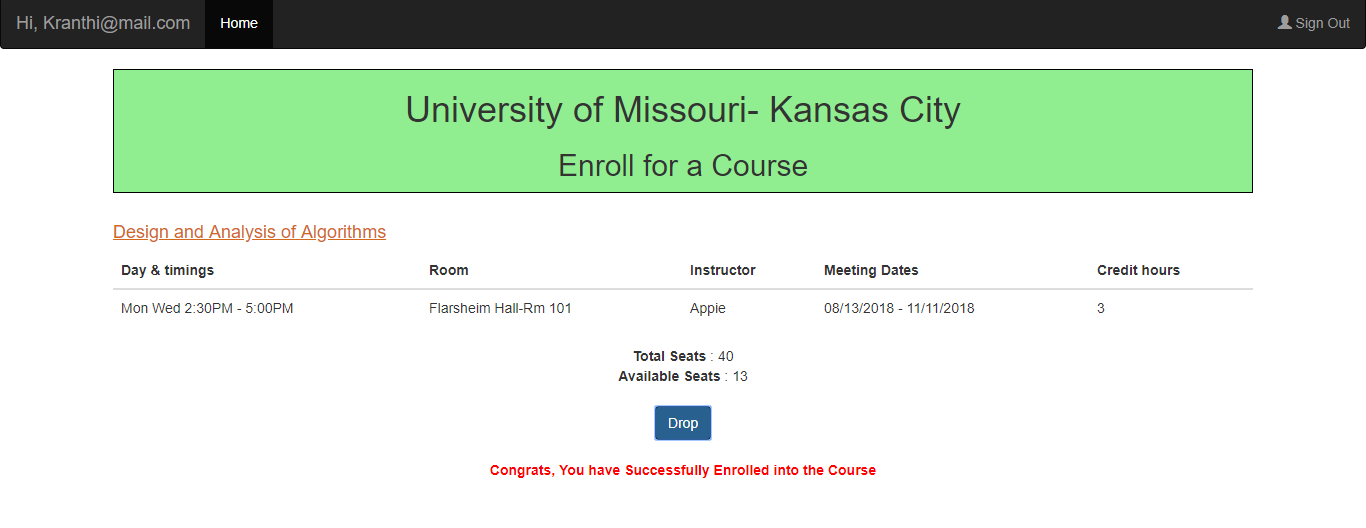 Hi, Kranthi@mail.com Home Sign Out
University of Missouri- Kansas City
Enroll for a Course
Design and Analysis of Algorithms
Day & timings Room Instructor Meeting Dates Credit hours
Mon Wed 2:30PM - 5:00PM Flarsheim Hall-Rm 101 Appie 08/13/2018 - 11/11/2018 3
Total Seats : 40
Available Seats : 13
Drop
Congrats, You have Successfully Enrolled into the Course